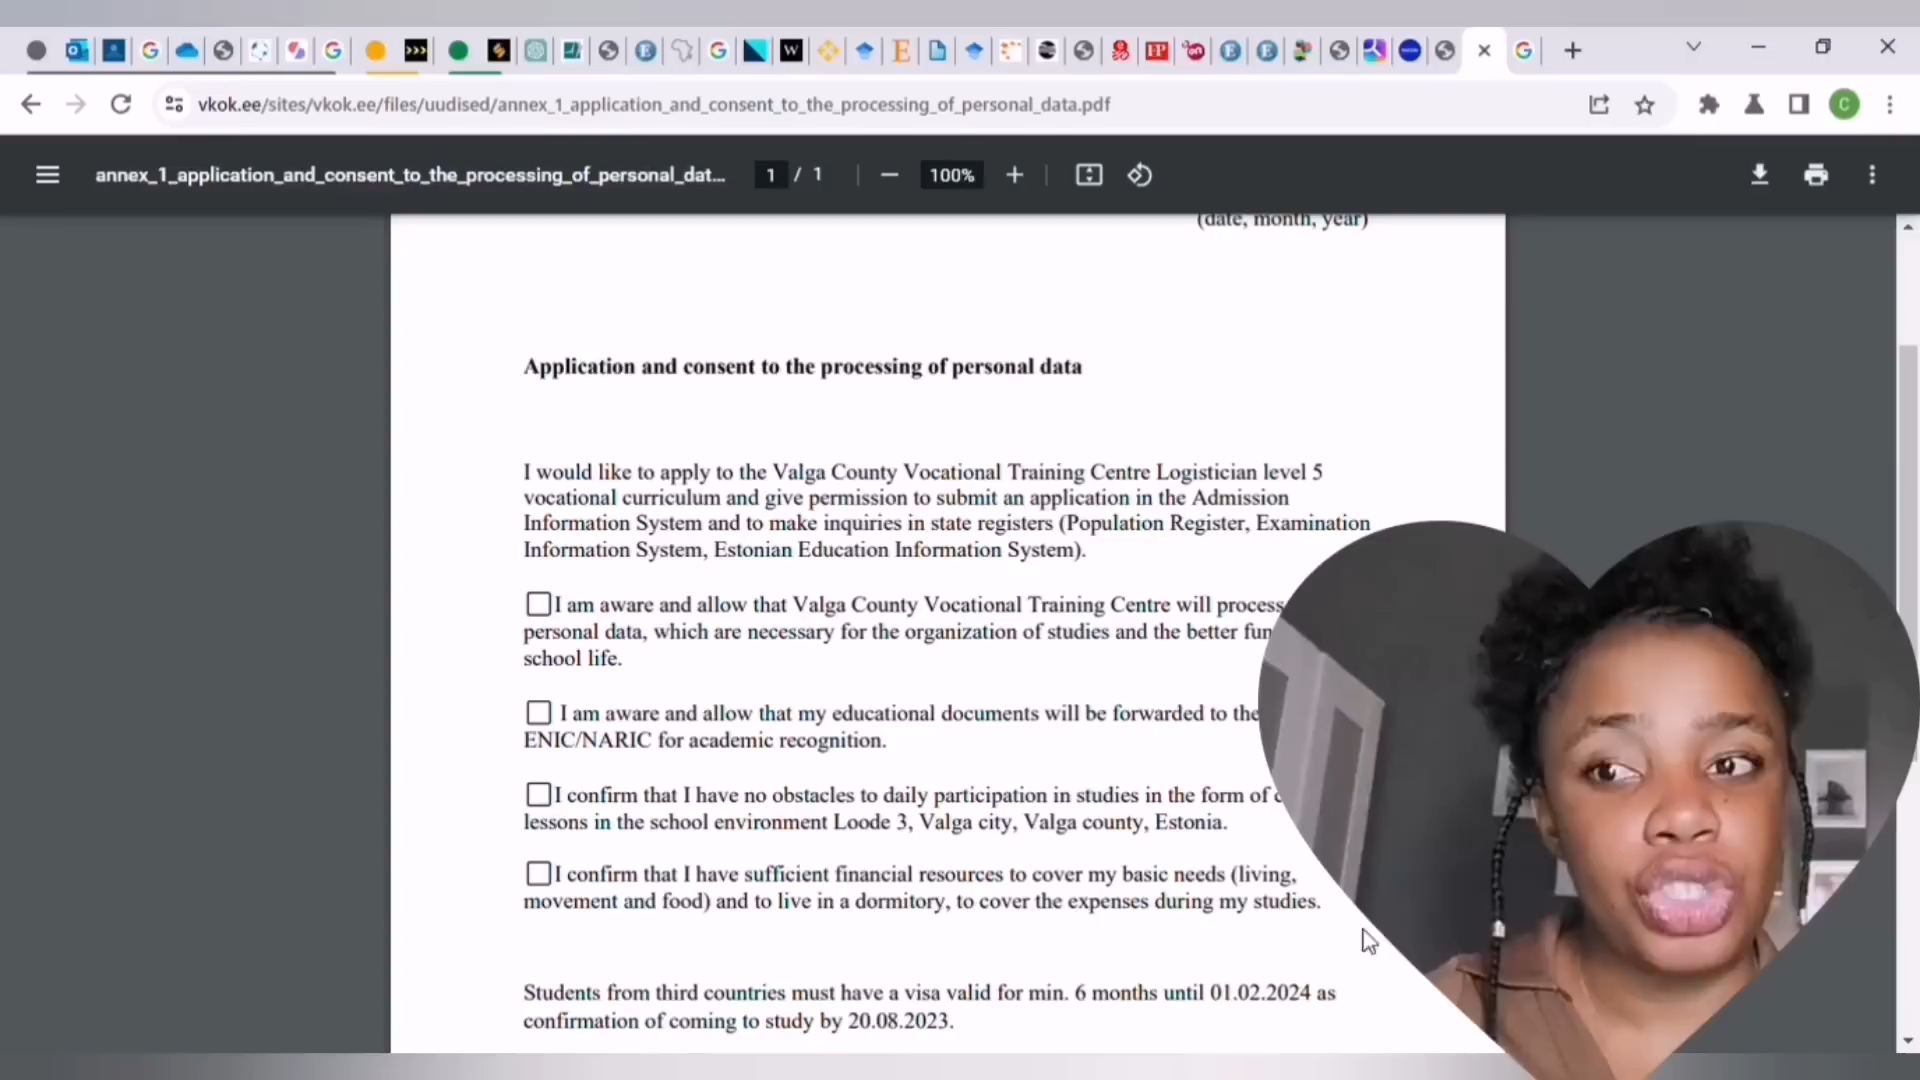 vkok.ee/sites/vkok.ee/files/uudised/annex_1_application_and_consent_to_the_processing_of_personal_data.pdf
annex_1_application_and_consent_to_the_processing_of_personal_dat... 1 / 1 100%
(date, month, year)
Application and consent to the processing of personal data
I would like to apply to the Valga County Vocational Training Centre Logistician level 5
vocational curriculum and give permission to submit an application in the Admission
Information System and to make inquiries in state registers (Population Register, Examination
Information System, Estonian Education Information System).
I am aware and allow that Valga County Vocational Training Centre will process
personal data, which are necessary for the organization of studies and the better
school life.
I am aware and allow that my educational documents will be forwarded to the
ENIC/NARIC for academic recognition.
I confirm that I have no obstacles to daily participation in studies in the form of
lessons in the school environment Loode 3, Valga city, Valga county, Estonia.
I confirm that I have sufficient financial resources to cover my basic needs (living,
movement and food) and to live in a dormitory, to cover the expenses during my studies.
Students from third countries must have a visa valid for min. 6 months until 01.02.2024 as
confirmation of coming to study by 20.08.2023.